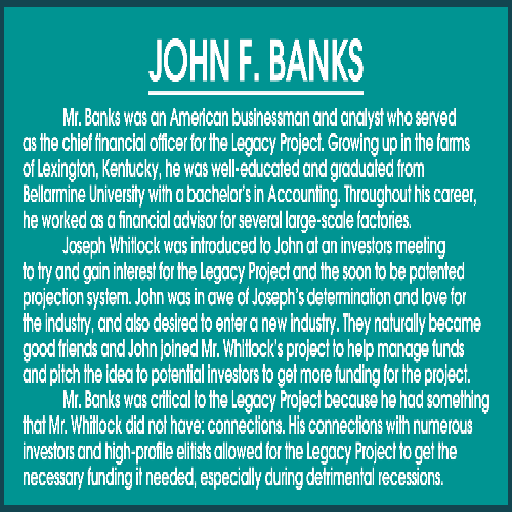 JOHN F. BANKS
Mr. Banks was an American businessman and analyst who served
as the chief financial officer for the Legacy Project. Growing up in the farms
of Lexington, Kentucky, he was well-educated and graduated from
Bellarmine University with a bachelor's in Accounting. Throughout his career,
he worked as a financial advisor for several large-scale factories.
Joseph Whitlock was introduced to John at an investors meeting
to try and gain interest for the Legacy Project and the soon to be patented
projection system. John was in awe of Joseph's determination and love for
the industry, and also desired to enter a new industry. They naturally became
good friends and John joined Mr. Whitlock's project to help manage funds
and pitch the idea to potential investors to get more funding for the project.
Mr. Banks was critical to the Legacy Project because he had something
that Mr. Whitlock did not have: connections. His connections with numerous
investors and high-profile elitists allowed for the Legacy Project to get the
necessary funding it needed, especially during detrimental recessions.